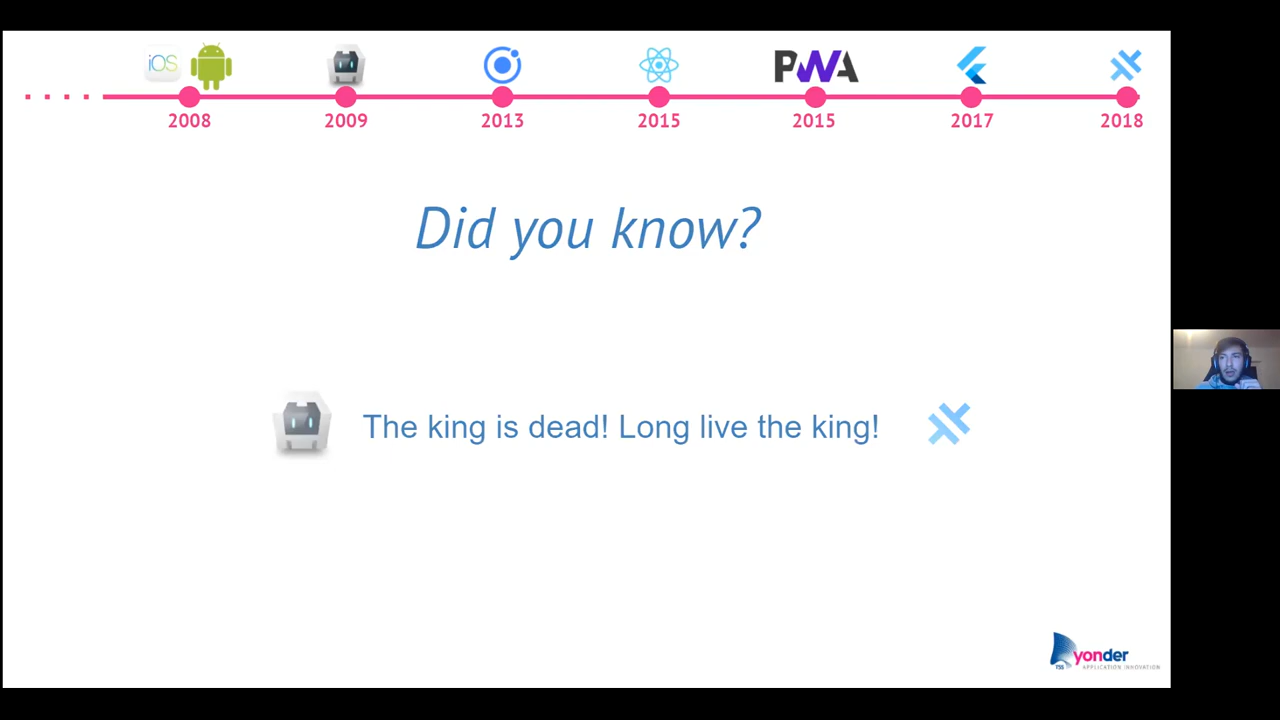 iOS
PWA
2008
2009
2013
2015
2015
2017
2018
Did you know?
The king is dead! Long live the king!
TSS
yonder
APPLICATION INNOVATION